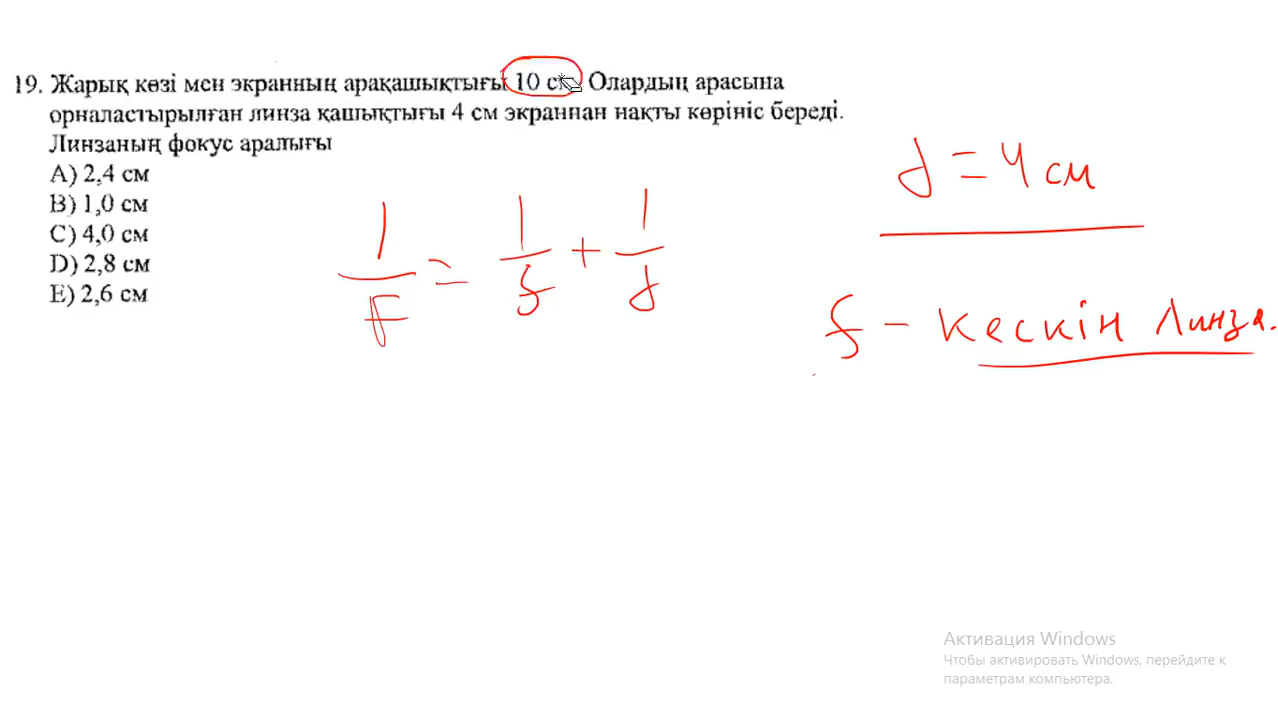 19. Жарық көзі мен экранның арақашықтығы 10 см Олардың арасына
орналастырылған линза қашықтығы 4 см экраннан нақты көрініс береді.
Линзаның фокус аралығы
A) 2,4 см
B) 1,0 см
C) 4,0 см
D) 2,8 см
E) 2,6 см
d = 4 см
1/F = 1/f + 1/d
f - кескін линза.
Активация Windows
Чтобы активировать Windows, перейдите к
параметрам компьютера.